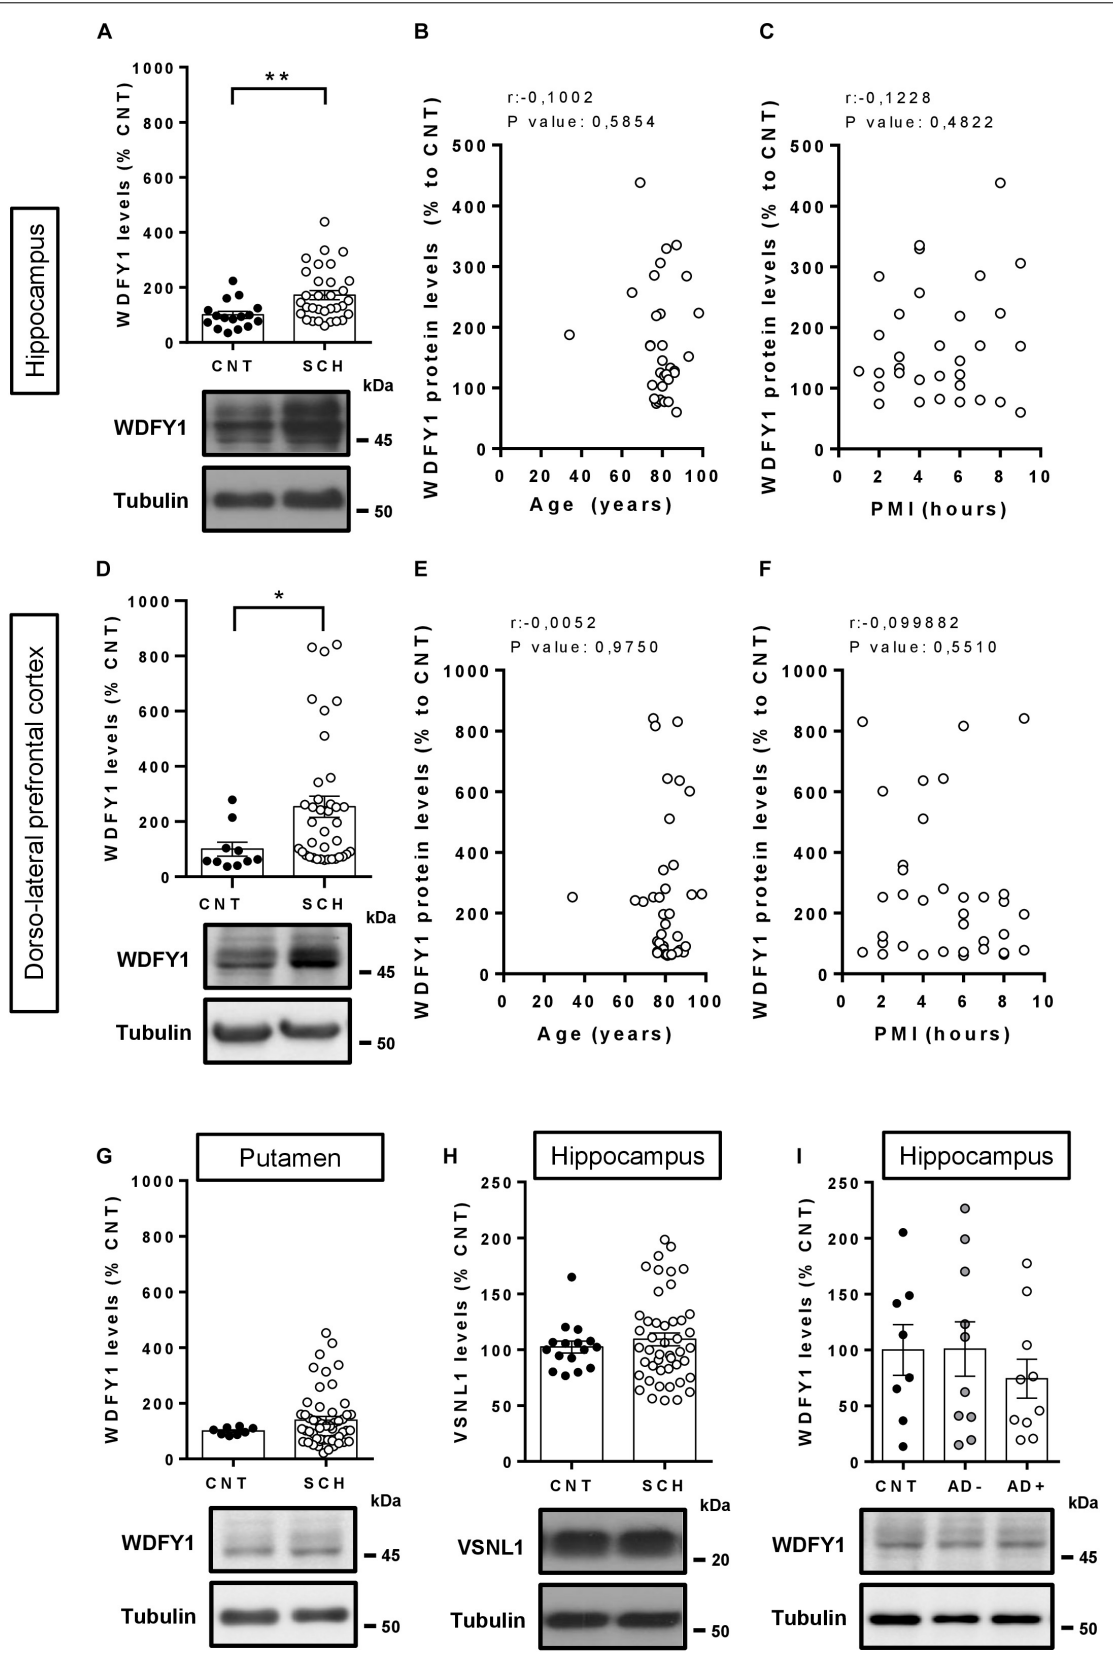 A
B
C
Hippocampus
WDFY1 levels (% CNT)
1000
800
600
400
200
0
**
CNT
SCH
kDa
WDFY1
45
Tubulin
50
r:-0,1002
P value: 0,5854
WDFY1 protein levels (% to CNT)
500
400
300
200
100
0
0 20 40 60 80 100
Age (years)
r:-0,1228
P value: 0,4822
WDFY1 protein levels (% to CNT)
500
400
300
200
100
0
0 2 4 6 8 10
PMI (hours)
D
E
F
Dorso-lateral prefrontal cortex
WDFY1 levels (% CNT)
1000
800
600
400
200
0
*
CNT
SCH
kDa
WDFY1
45
Tubulin
50
r:-0,0052
P value: 0,9750
WDFY1 protein levels (% to CNT)
1000
800
600
400
200
0
0 20 40 60 80 100
Age (years)
r:-0,099882
P value: 0,5510
WDFY1 protein levels (% to CNT)
1000
800
600
400
200
0
0 2 4 6 8 10
PMI (hours)
G
Putamen
WDFY1 levels (% CNT)
1000
800
600
400
200
0
CNT
SCH
kDa
WDFY1
45
Tubulin
50
H
Hippocampus
VSNL1 levels (% CNT)
250
200
150
100
50
0
CNT
SCH
kDa
VSNL1
20
Tubulin
50
I
Hippocampus
WDFY1 levels (% CNT)
250
200
150
100
50
0
CNT
AD-
AD+
kDa
WDFY1
45
Tubulin
50